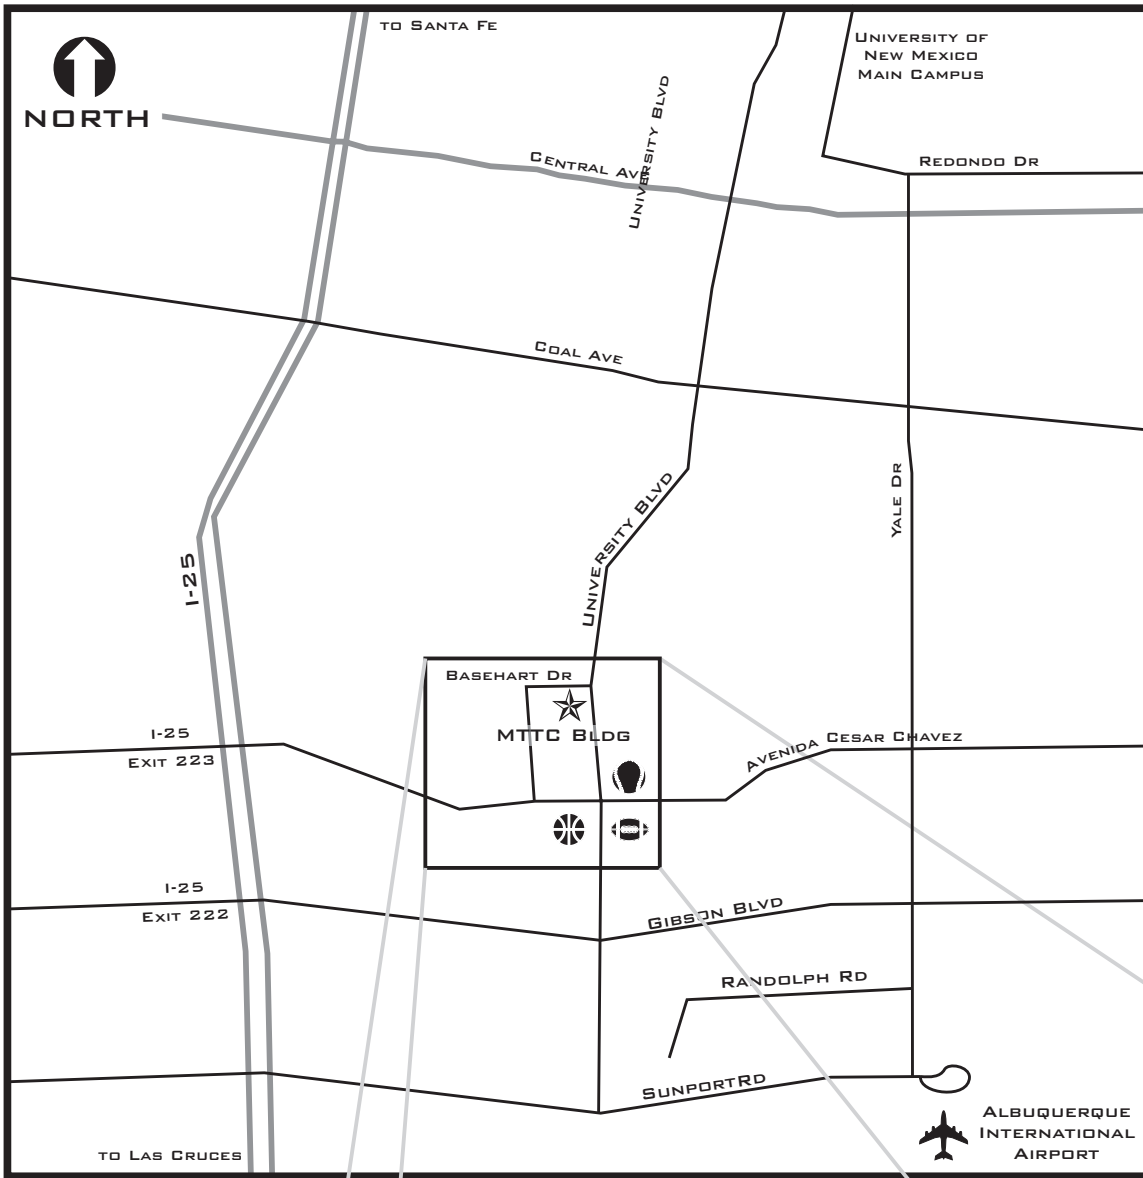 TO SANTA FE
UNIVERSITY OF
NEW MEXICO
MAIN CAMPUS
NORTH
UNIVERSITY BLVD
CENTRAL AVE
REDONDO DR
COAL AVE
YALE DR
UNIVERSITY BLVD
I-25
BASEHART DR
MTTC BLDG
I-25
EXIT 223
AVENIDA CESAR CHAVEZ
I-25
EXIT 222
GIBSON BLVD
RANDOLPH RD
SUNPORT RD
ALBUQUERQUE
INTERNATIONAL
AIRPORT
TO LAS CRUCES